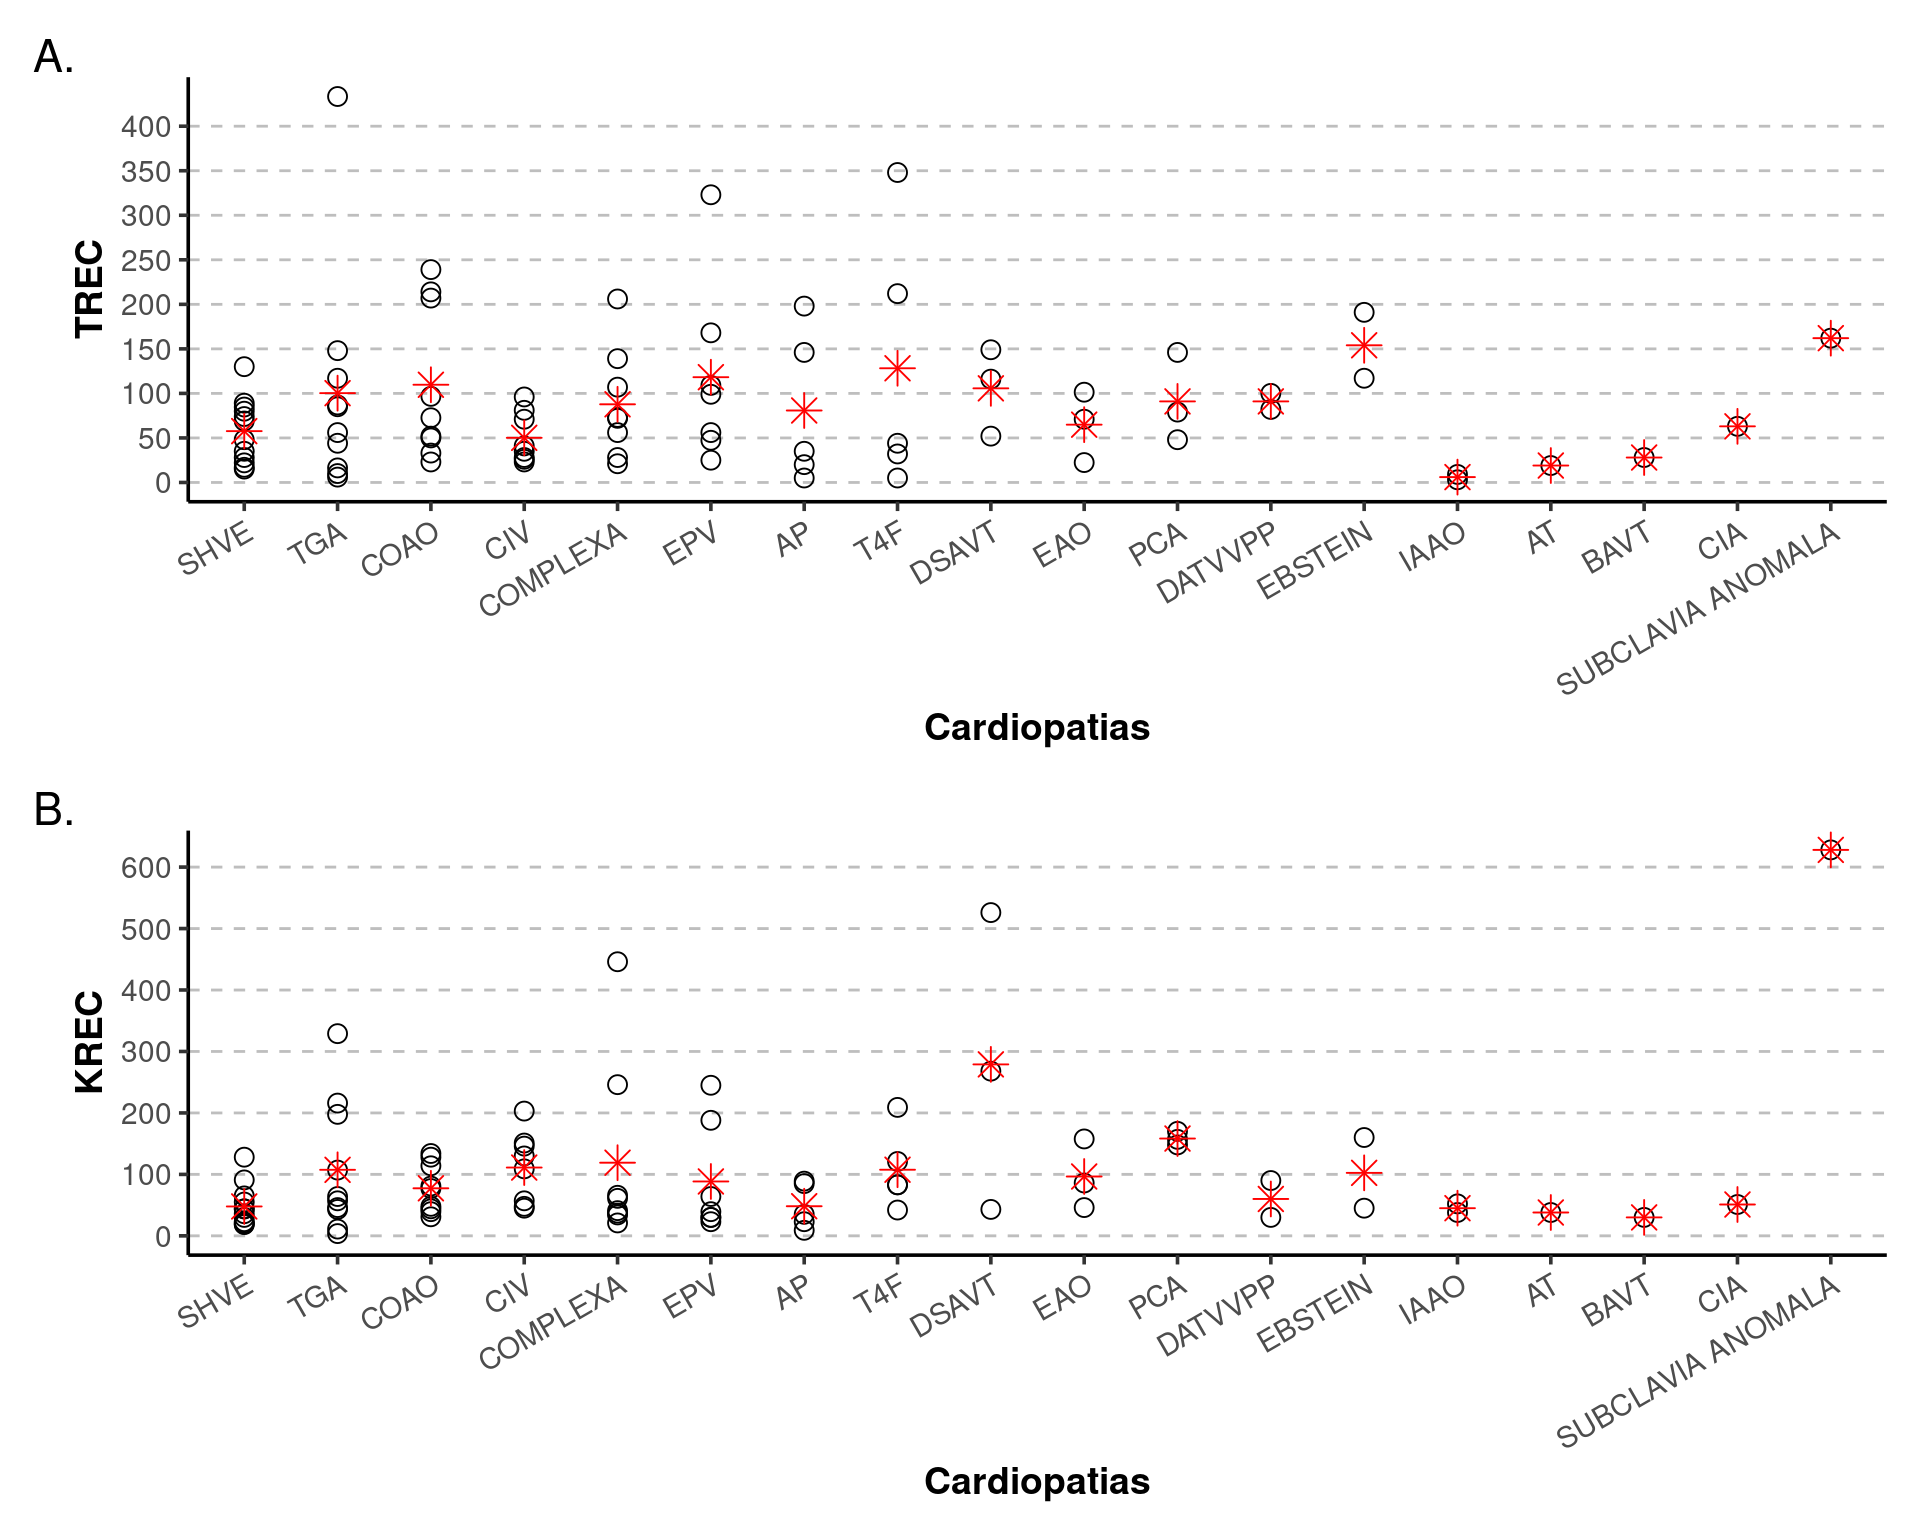 A.
TREC
400
350
300
250
200
150
100
50
0
SHVE
TGA
COAO
CIV
COMPLEXA
EPV
AP
T4F
DSAVT
EAO
PCA
DATVVPP
EBSTEIN
IAAO
AT
BAVT
CIA
SUBCLAVIA ANOMALA
Cardiopatias
B.
KREC
600
500
400
300
200
100
0
SHVE
TGA
COAO
CIV
COMPLEXA
EPV
AP
T4F
DSAVT
EAO
PCA
DATVVPP
EBSTEIN
IAAO
AT
BAVT
CIA
SUBCLAVIA ANOMALA
Cardiopatias